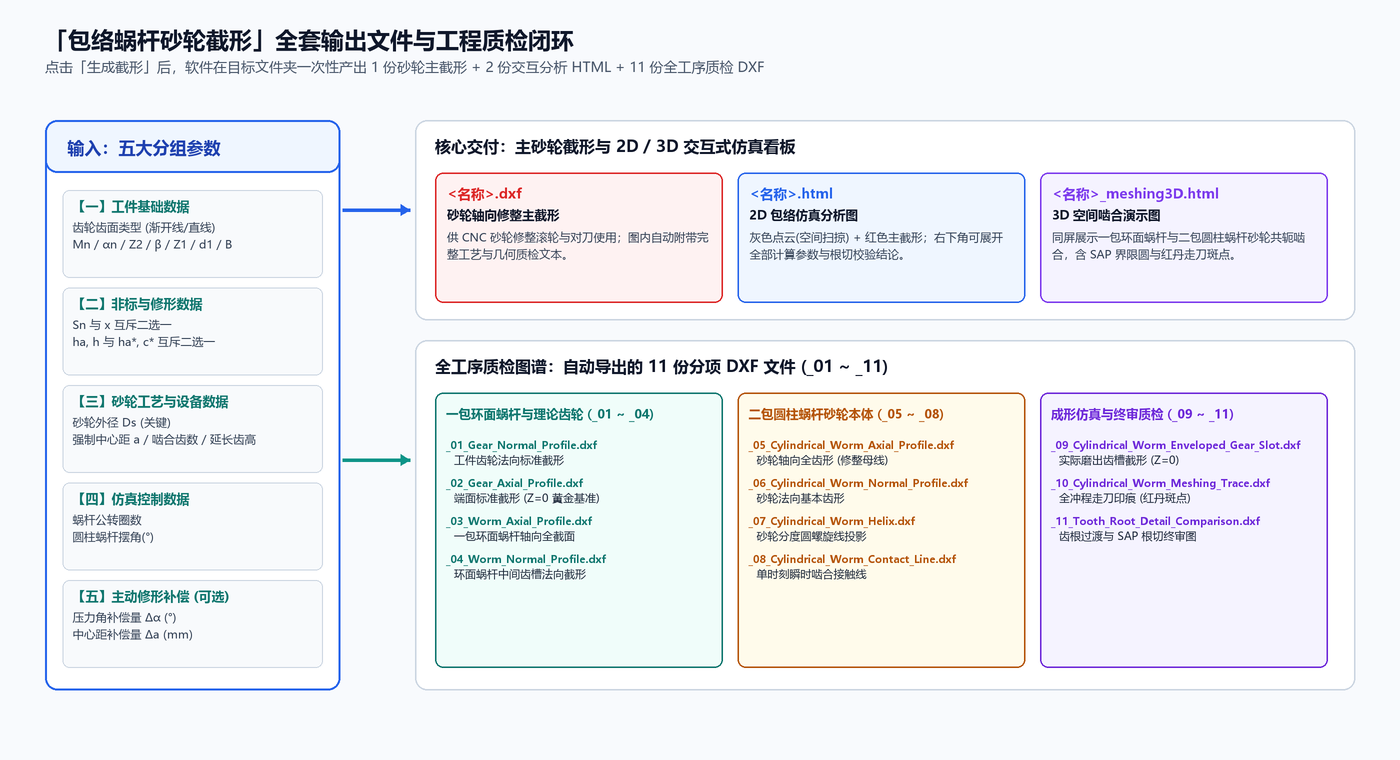 「包络蜗杆砂轮截形」全套输出文件与工程质检闭环
点击「生成截形」后，软件在目标文件夹一次性产出 1 份砂轮主截形 + 2 份交互分析 HTML + 11 份全工序质检 DXF
输入：五大分组参数
【一】工件基础数据
齿轮齿面类型 (渐开线/直线)
Mn / αn / Z2 / β / Z1 / d1 / B
【二】非标与修形数据
Sn 与 x 互斥二选一
ha, h 与 ha*, c* 互斥二选一
【三】砂轮工艺与设备数据
砂轮外径 Ds (关键)
强制中心距 a / 啮合齿数 / 延长齿高
【四】仿真控制数据
蜗杆公转圈数
圆柱蜗杆摆角(°)
【五】主动修形补偿 (可选)
压力角补偿量 Δα (°)
中心距补偿量 Δa (mm)
核心交付：主砂轮截形与 2D / 3D 交互式仿真看板
<名称>.dxf
砂轮轴向修整主截形
供 CNC 砂轮修整滚轮与对刀使用；图内自动附带完
整工艺与几何质检文本。
<名称>.html
2D 包络仿真分析图
灰色点云(空间扫掠) + 红色主截形；右下角可展开
全部计算参数与根切校验结论。
<名称>_meshing3D.html
3D 空间啮合演示图
同屏展示一包环面蜗杆与二包圆柱蜗杆砂轮共轭啮
合，含 SAP 界限圆与红丹走刀斑点。
全工序质检图谱：自动导出的 11 份分项 DXF 文件 (_01 ~ _11)
一包环面蜗杆与理论齿轮 (_01 ~ _04)
_01_Gear_Normal_Profile.dxf
工件齿轮法向标准截形
_02_Gear_Axial_Profile.dxf
端面标准截形 (Z=0 黄金基准)
_03_Worm_Axial_Profile.dxf
一包环面蜗杆轴向全截面
_04_Worm_Normal_Profile.dxf
环面蜗杆中间齿槽法向截形
二包圆柱蜗杆砂轮本体 (_05 ~ _08)
_05_Cylindrical_Worm_Axial_Profile.dxf
砂轮轴向全齿形 (修整母线)
_06_Cylindrical_Worm_Normal_Profile.dxf
砂轮法向基本齿形
_07_Cylindrical_Worm_Helix.dxf
砂轮分度圆螺旋线投影
_08_Cylindrical_Worm_Contact_Line.dxf
单时刻瞬时啮合接触线
成形仿真与终审质检 (_09 ~ _11)
_09_Cylindrical_Worm_Enveloped_Gear_Slot.dxf
实际磨出齿槽截形 (Z=0)
_10_Cylindrical_Worm_Meshing_Trace.dxf
全冲程走刀印痕 (红丹斑点)
_11_Tooth_Root_Detail_Comparison.dxf
齿根过渡与 SAP 根切终审图